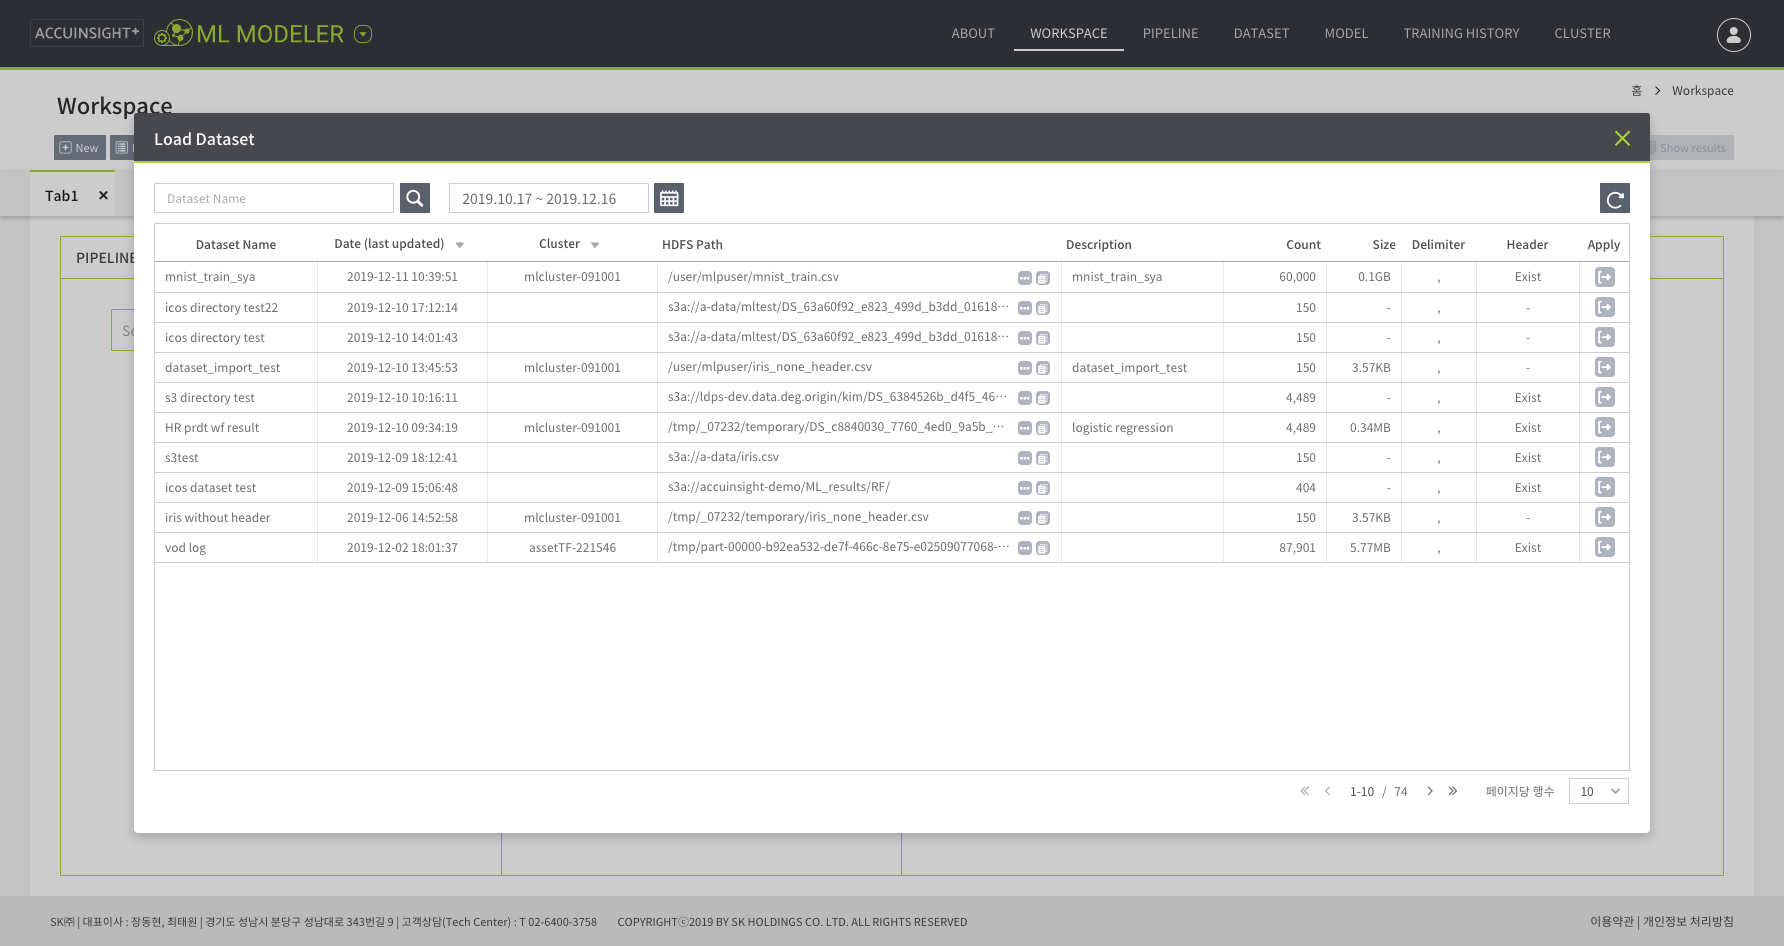 ACCUINSIGHT+ ML MODELER ABOUT WORKSPACE PIPELINE DATASET MODEL TRAINING HISTORY CLUSTER
홈 > Workspace
Workspace
New Show results
Load Dataset
Tab1
Dataset Name 2019.10.17 ~ 2019.12.16
PIPELINE
Dataset Name Date (last updated) Cluster HDFS Path Description Count Size Delimiter Header Apply
mnist_train_sya 2019-12-11 10:39:51 mlcluster-091001 /user/mlpuser/mnist_train.csv mnist_train_sya 60,000 0.1GB , Exist
icos directory test22 2019-12-10 17:12:14 s3a://a-data/mltest/DS_63a60f92_e823_499d_b3dd_01618··· 150 - , -
icos directory test 2019-12-10 14:01:43 s3a://a-data/mltest/DS_63a60f92_e823_499d_b3dd_01618··· 150 - , -
dataset_import_test 2019-12-10 13:45:53 mlcluster-091001 /user/mlpuser/iris_none_header.csv dataset_import_test 150 3.57KB , -
s3 directory test 2019-12-10 10:16:11 s3a://ldps-dev.data.deg.origin/kim/DS_6384526b_d4f5_46··· 4,489 - , Exist
HR prdt wf result 2019-12-10 09:34:19 mlcluster-091001 /tmp/_07232/temporary/DS_c8840030_7760_4ed0_9a5b_··· logistic regression 4,489 0.34MB , Exist
s3test 2019-12-09 18:12:41 s3a://a-data/iris.csv 150 - , Exist
icos dataset test 2019-12-09 15:06:48 s3a://accuinsight-demo/ML_results/RF/ 404 - , Exist
iris without header 2019-12-06 14:52:58 mlcluster-091001 /tmp/_07232/temporary/iris_none_header.csv 150 3.57KB , -
vod log 2019-12-02 18:01:37 assetTF-221546 /tmp/part-00000-b92ea532-de7f-466c-8e75-e02509077068-··· 87,901 5.77MB , Exist
1-10 / 74 페이지당 행수 10
SK㈜ | 대표이사 : 장동현, 최태원 | 경기도 성남시 분당구 성남대로 343번길 9 | 고객상담(Tech Center) : T 02-6400-3758 COPYRIGHTⓒ2019 BY SK HOLDINGS CO. LTD. ALL RIGHTS RESERVED 이용약관 | 개인정보 처리방침